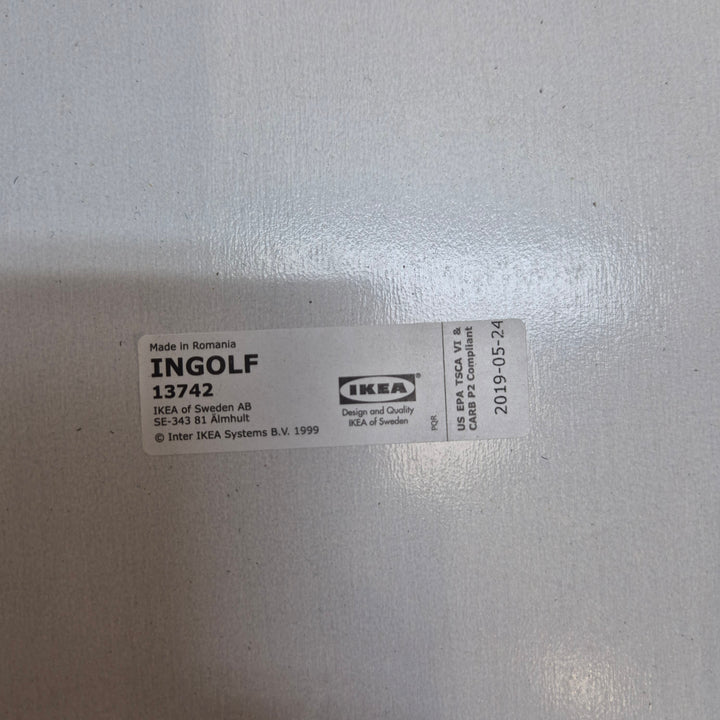 Made in Romania
INGOLF
13742
IKEA of Sweden AB
SE-343 81 Älmhult
© Inter IKEA Systems B.V. 1999
IKEA®
Design and Quality
IKEA of Sweden
PQR
US EPA TSCA VI &
CARB P2 Compliant
2019-05-24